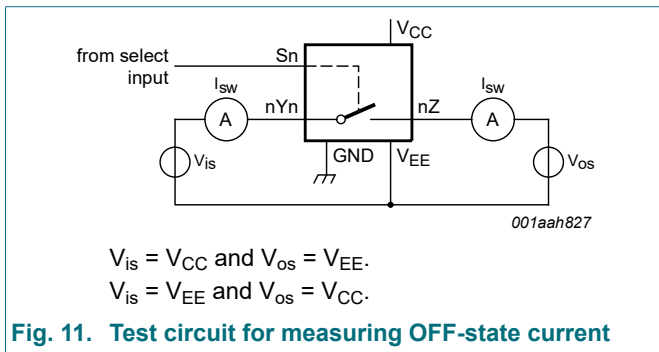 V_CC
from select
input
Sn
I_SW
nYn
A
nZ
I_SW
A
V_is
GND
V_EE
V_os
001aah827
V_is = V_CC and V_os = V_EE.
V_is = V_EE and V_os = V_CC.
Fig. 11. Test circuit for measuring OFF-state current